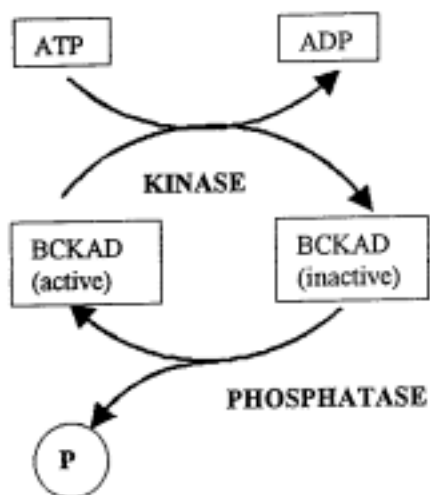 ATP
ADP
KINASE
BCKAD
(active)
BCKAD
(inactive)
PHOSPHATASE
P